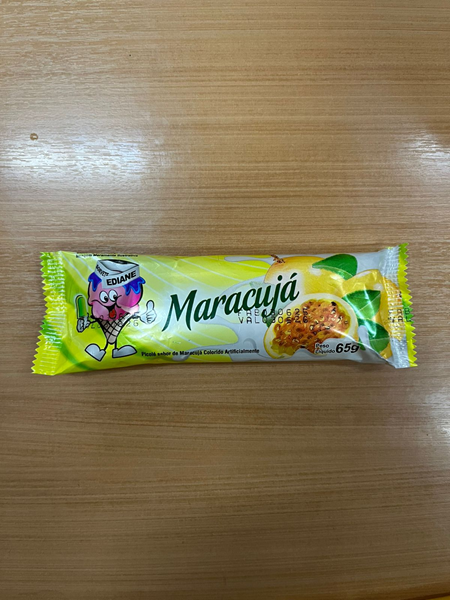 EDIANE
Maracujá
Picolé sabor de Maracujá Colorido Artificialmente
Peso
Líquido 65g